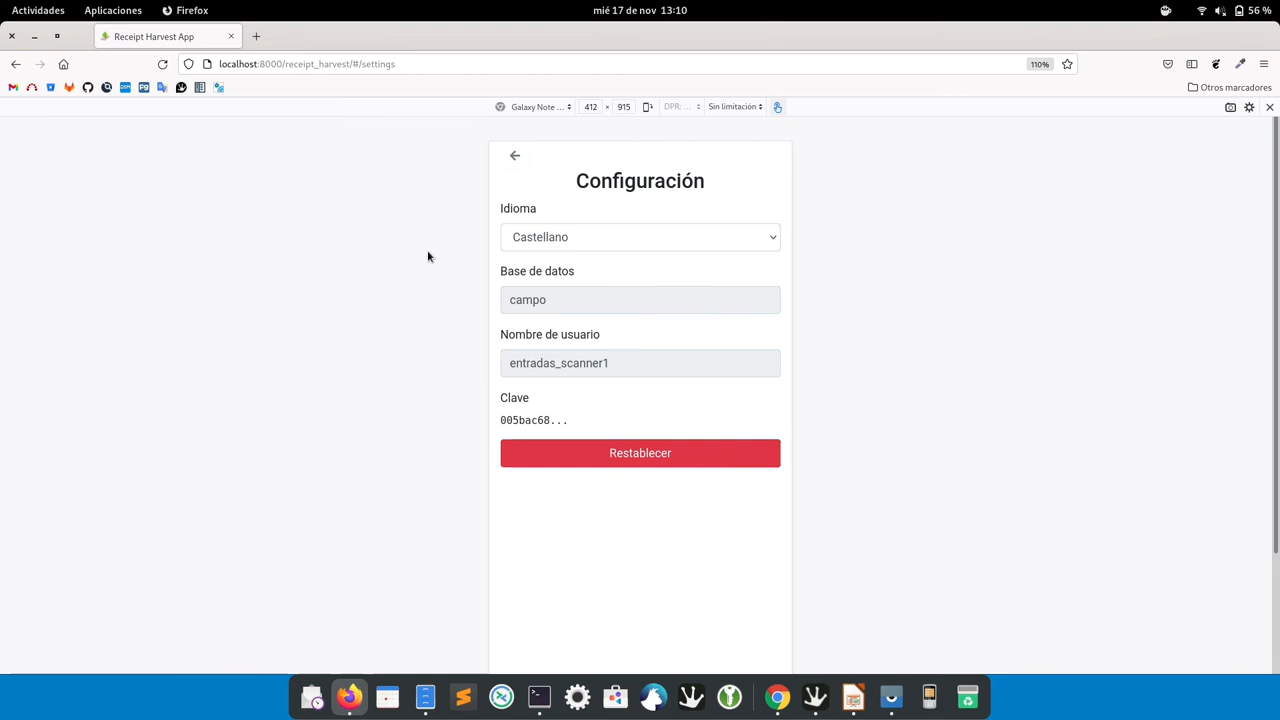 Actividades Aplicaciones Firefox mié 17 de nov 13:10 56 %
Receipt Harvest App
localhost:8000/receipt_harvest/#/settings 110%
Otros marcadores
Galaxy Note ... 412 × 915 DPR: ... Sin limitación
Configuración
Idioma
Castellano
Base de datos
campo
Nombre de usuario
entradas_scanner1
Clave
005bac68...
Restablecer